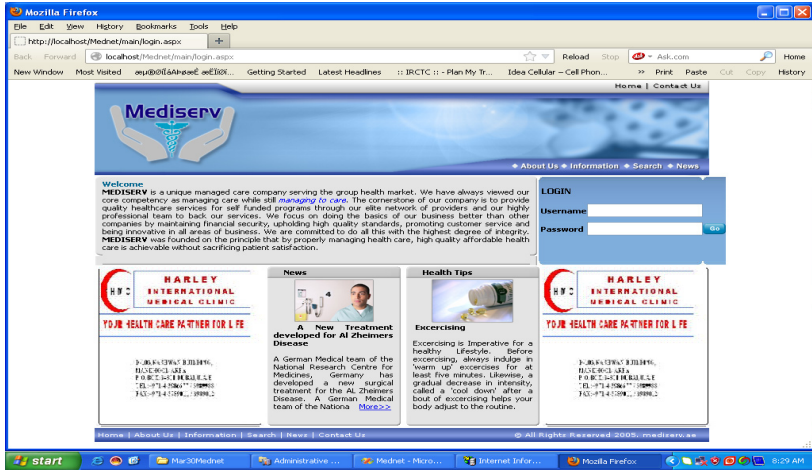 Mozilla Firefox
File Edit View History Bookmarks Tools Help
http://localhost/Mednet/main/login.aspx
Back Forward localhost/Mednet/main/login.aspx Reload Stop Ask.com Home
New Window Most Visited Getting Started Latest Headlines :: IRCTC :: - Plan My Tr... Idea Cellular – Cell Phon... >> Print Paste Cut Copy History
Home | Contact Us
Mediserv
About Us Information Search News
Welcome
MEDISERV is a unique managed care company serving the group health market. We have always viewed our
core competency as managing care while still managing to care. The cornerstone of our company is to provide
quality healthcare services for self funded programs through our elite network of providers and our highly
professional team to back our services. We focus on doing the basics of our business better than other
companies by maintaining financial security, upholding high quality standards, promoting customer service and
being innovative in all areas of business. We are committed to do all this with the highest degree of integrity.
MEDISERV was founded on the principle that by properly managing health care, high quality affordable health
care is achievable without sacrificing patient satisfaction.
LOGIN
Username
Password Go
HARLEY
INTERNATIONAL
MEDICAL CLINIC
YOUR HEALTH CARE PARTNER FOR LIFE
News
A New Treatment
developed for Al Zheimers
Disease
A German Medical team of the
National Research Centre for
Medicines, Germany has
developed a new surgical
treatment for the AL Zheimers
Disease. A German Medical
team of the Nationa More>>
Health Tips
Excercising
Excercising is Imperative for a
healthy Lifestyle. Before
excercising, always indulge in
'warm up' excercises for at
least five minutes. Likewise, a
gradual decrease in intensity,
called a 'cool down' after a
bout of excercising helps your
body adjust to the routine.
HARLEY
INTERNATIONAL
MEDICAL CLINIC
YOUR HEALTH CARE PARTNER FOR LIFE
Home | About Us | Information | Search | News | Contact Us
© All Rights Reserved 2005. mediserv.ae
start Mar30Mednet Administrative ... Mednet - Micro... Internet Infor... Mozilla Firefox 8:29 AM